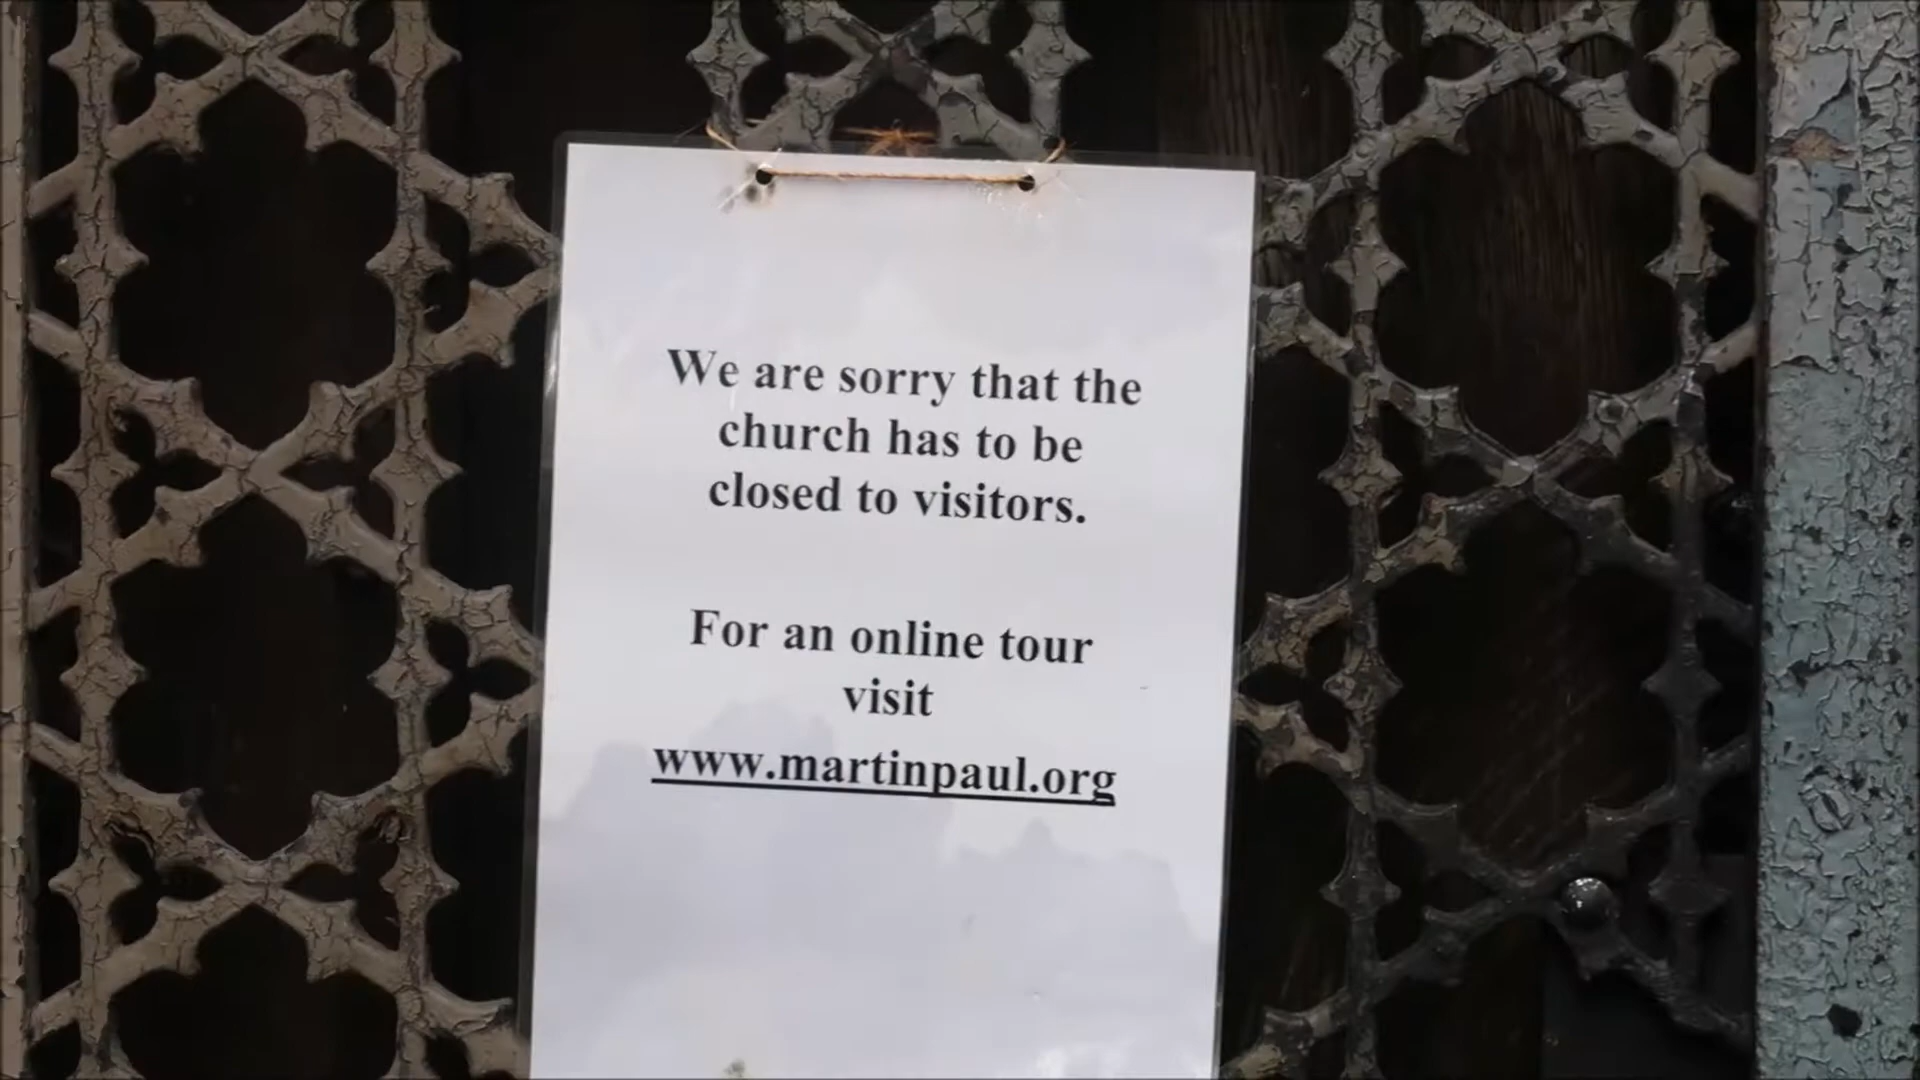 We are sorry that the
church has to be
closed to visitors.
For an online tour
visit
www.martinpaul.org